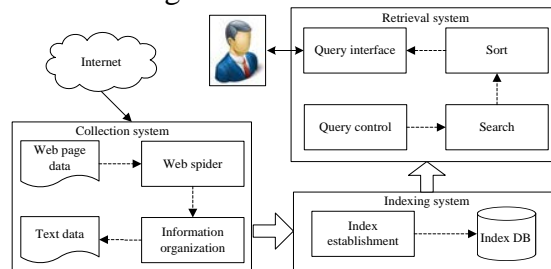 Retrieval system
Internet
Query interface
Sort
Query control
Search
Collection system
Web page
data
Web spider
Text data
Information
organization
Indexing system
Index
establishment
Index DB